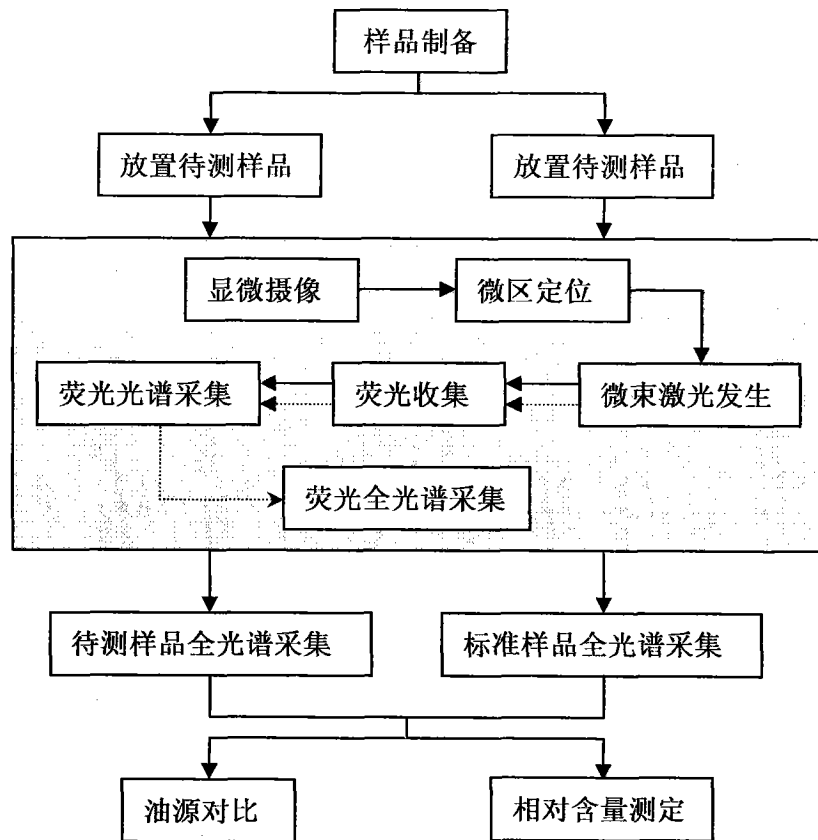 样品制备
放置待测样品
放置待测样品
显微摄像
微区定位
荧光光谱采集
荧光收集
微束激光发生
荧光全光谱采集
待测样品全光谱采集
标准样品全光谱采集
油源对比
相对含量测定